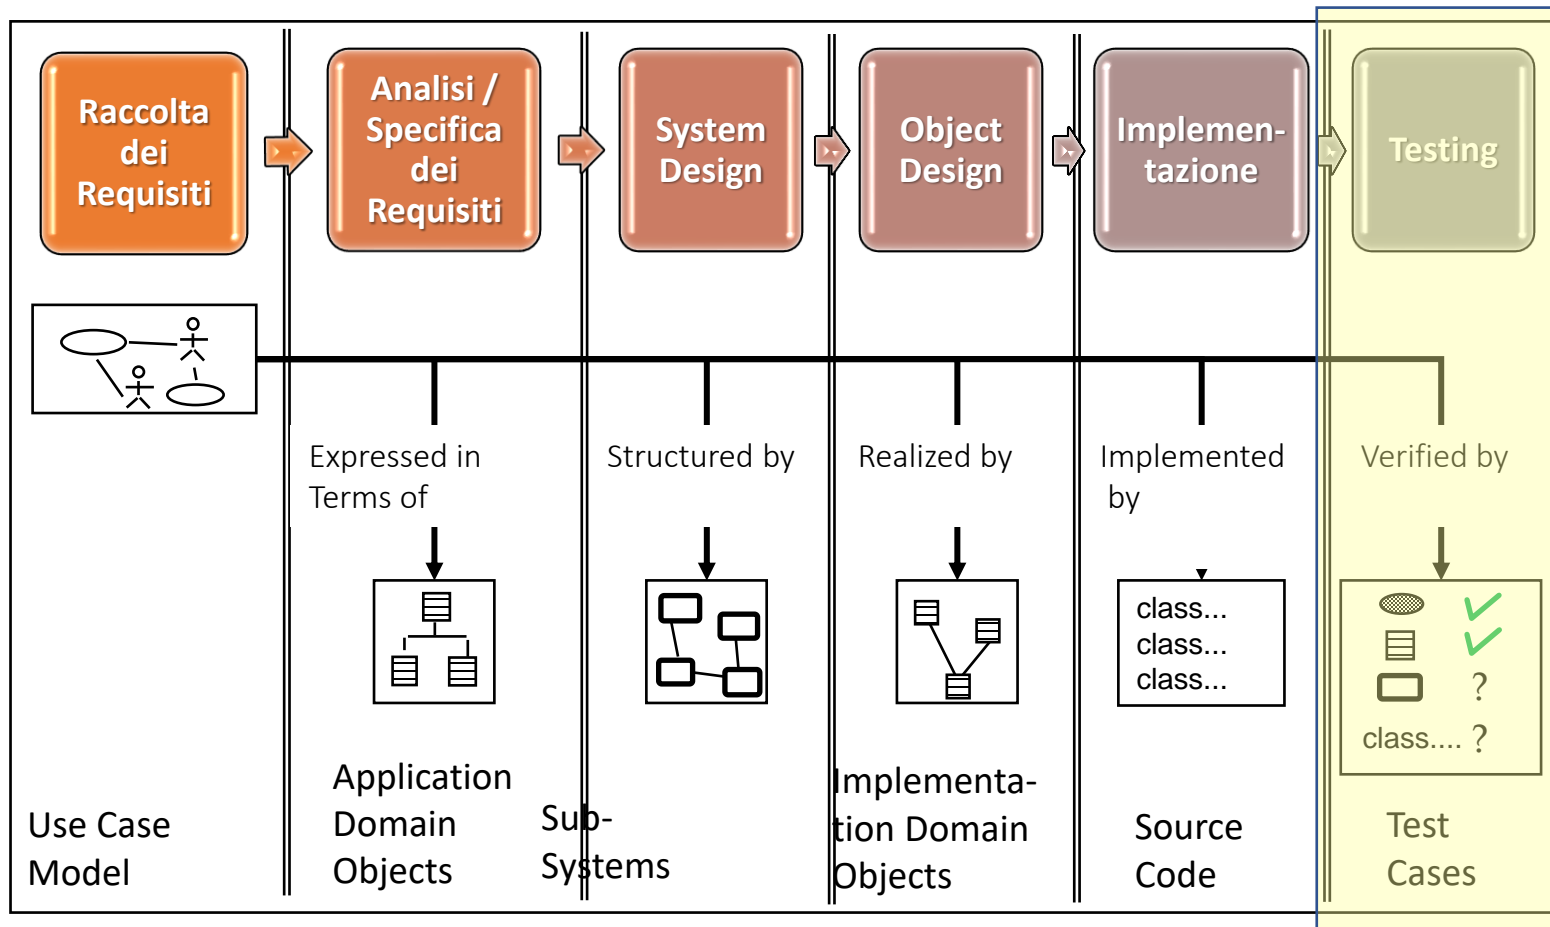 Raccolta
dei
Requisiti
Analisi /
Specifica
dei
Requisiti
System
Design
Object
Design
Implemen-
tazione
Testing
Expressed in
Terms of
Structured by
Realized by
Implemented
by
Verified by
class...
class...
class...
?
class.... ?
Use Case
Model
Application
Domain
Objects
Sub-
Systems
Implementa-
tion Domain
Objects
Source
Code
Test
Cases